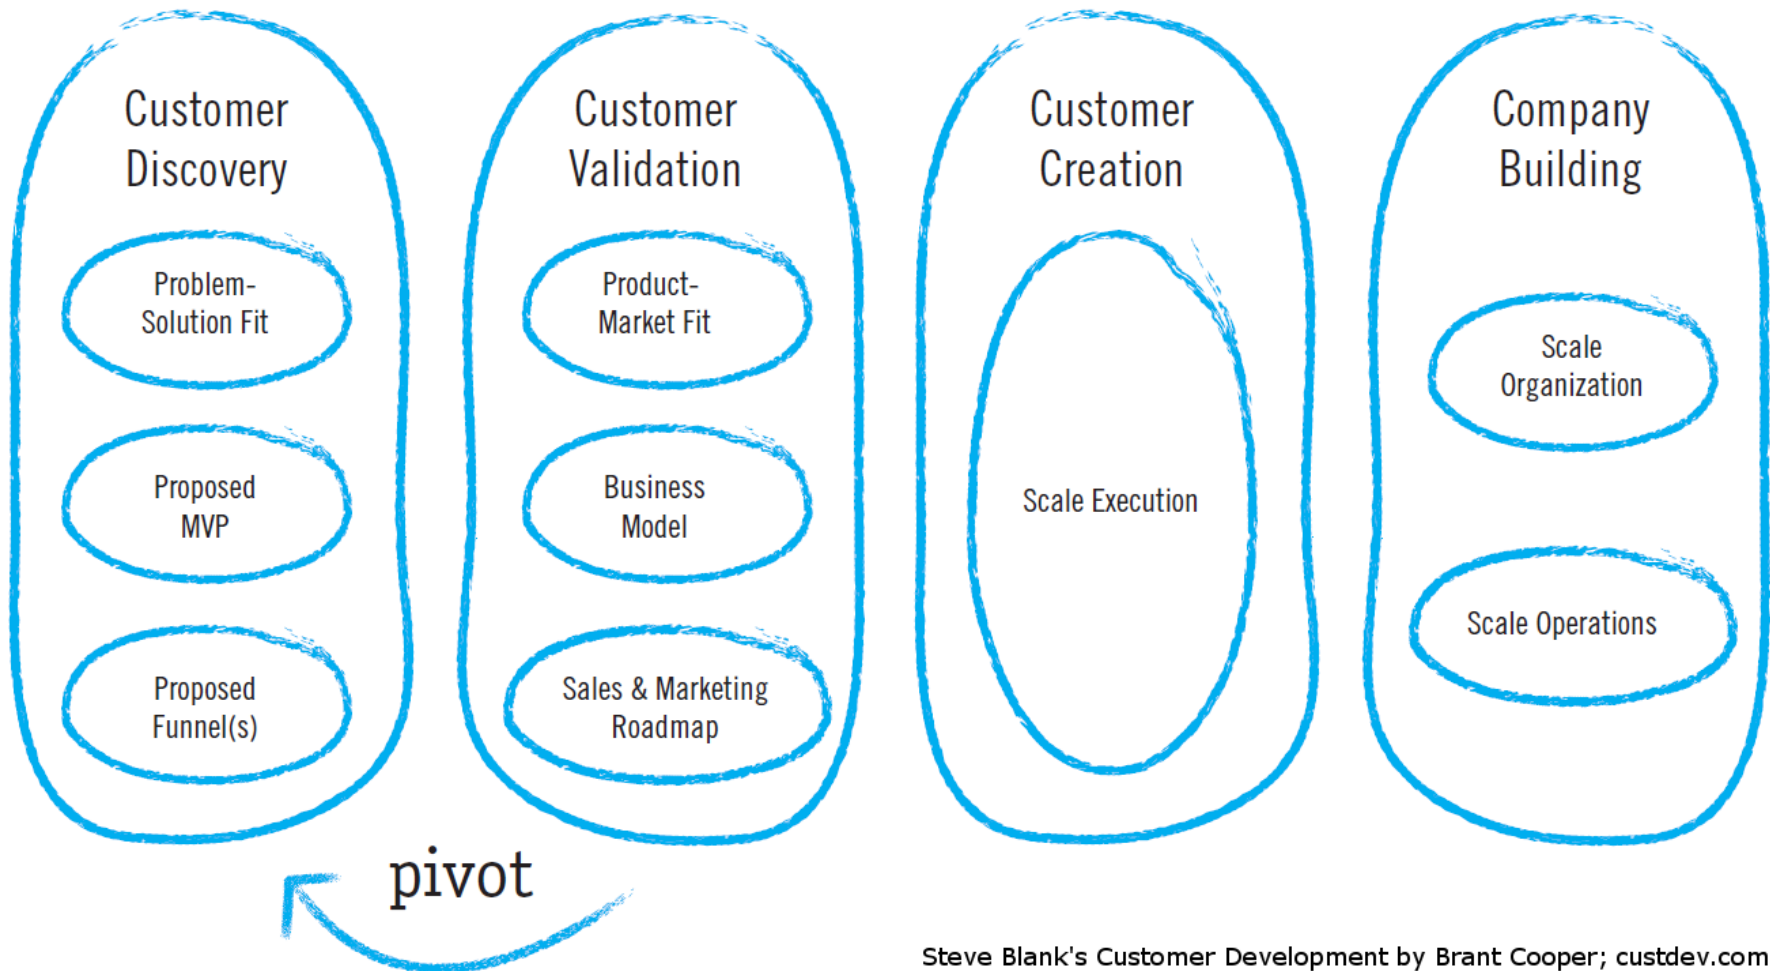 Customer
Discovery
Problem-
Solution Fit
Proposed
MVP
Proposed
Funnel(s)
Customer
Validation
Product-
Market Fit
Business
Model
Sales & Marketing
Roadmap
Customer
Creation
Scale Execution
Company
Building
Scale
Organization
Scale Operations
pivot
Steve Blank's Customer Development by Brant Cooper; custdev.com